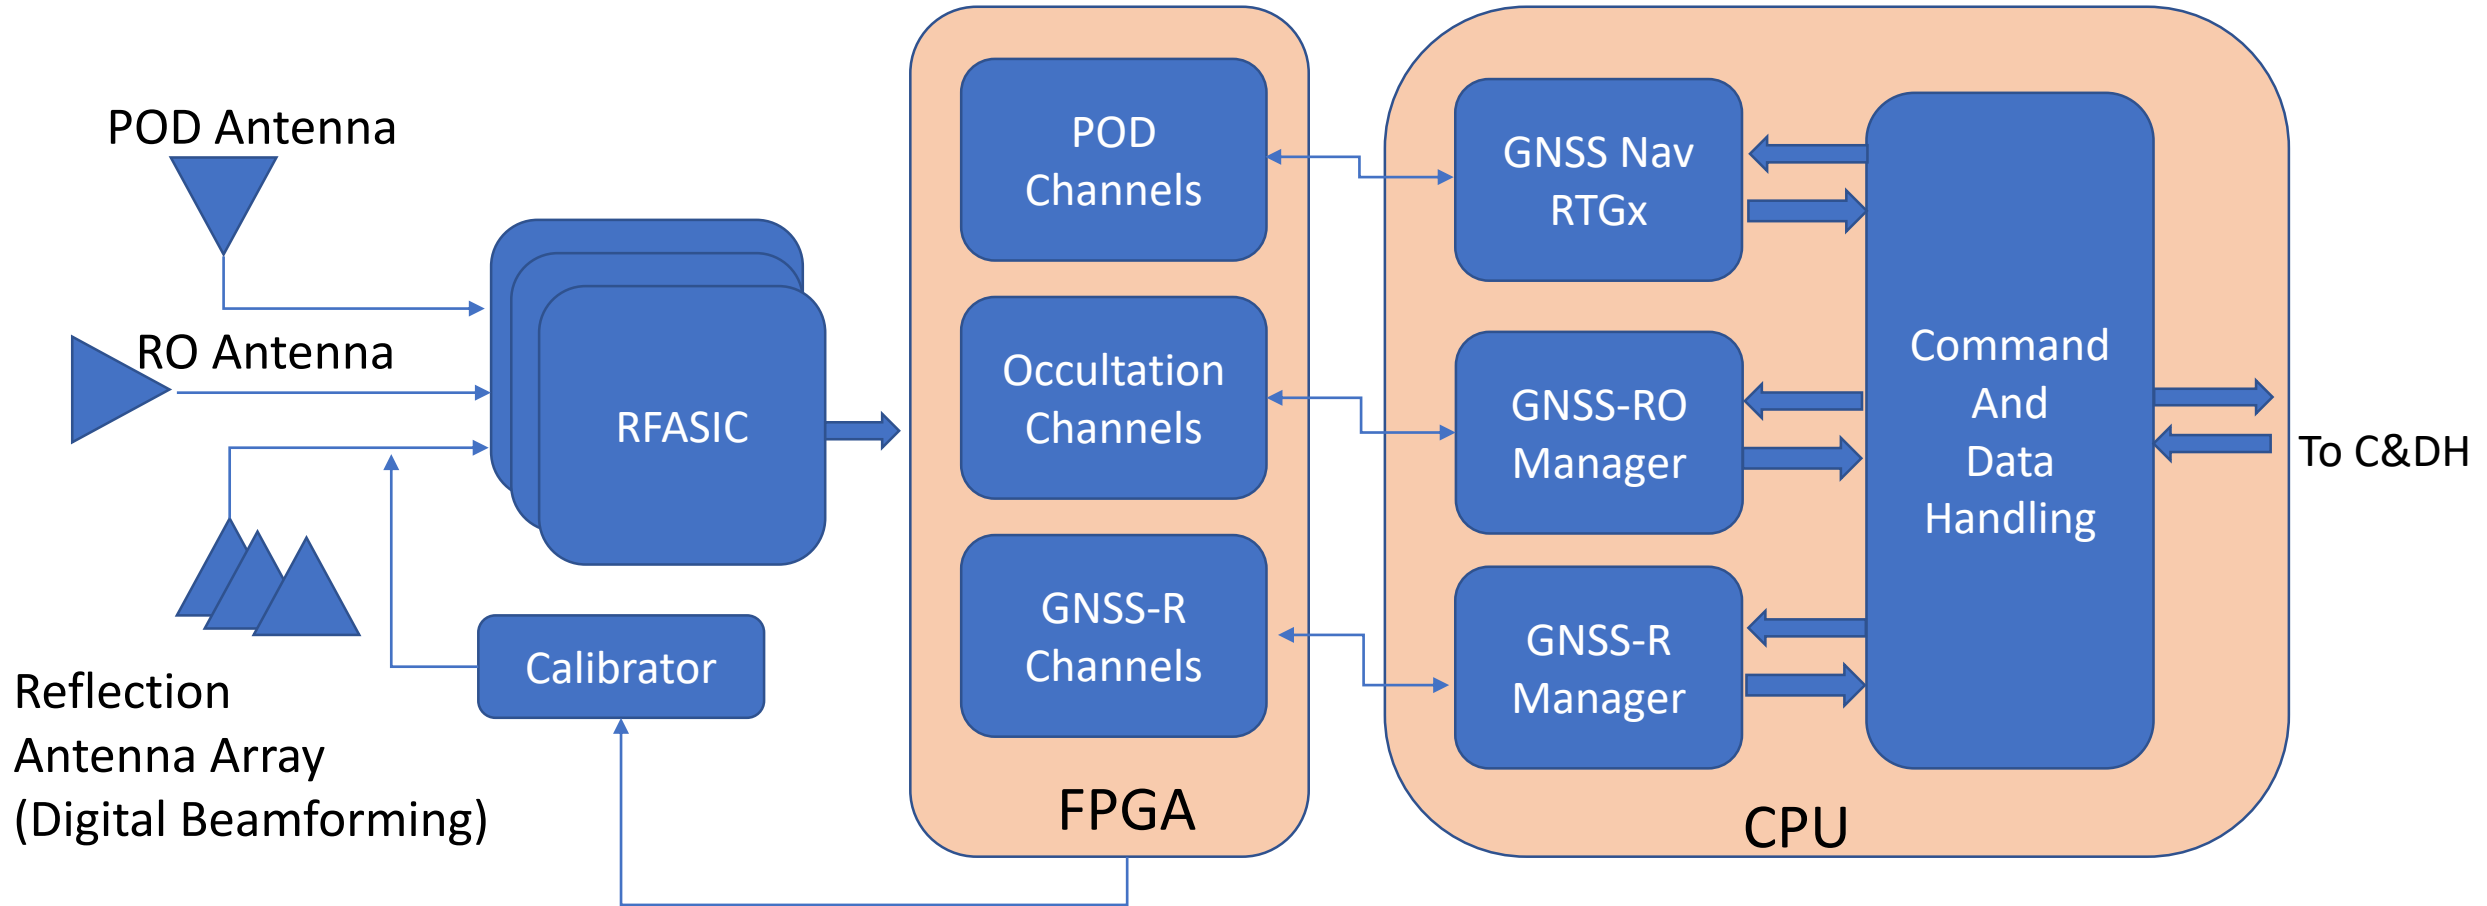 POD Antenna
RO Antenna
Reflection
Antenna Array
(Digital Beamforming)
RFASIC
Calibrator
POD
Channels
Occultation
Channels
GNSS-R
Channels
FPGA
GNSS Nav
RTGx
GNSS-RO
Manager
GNSS-R
Manager
Command
And
Data
Handling
CPU
To C&DH